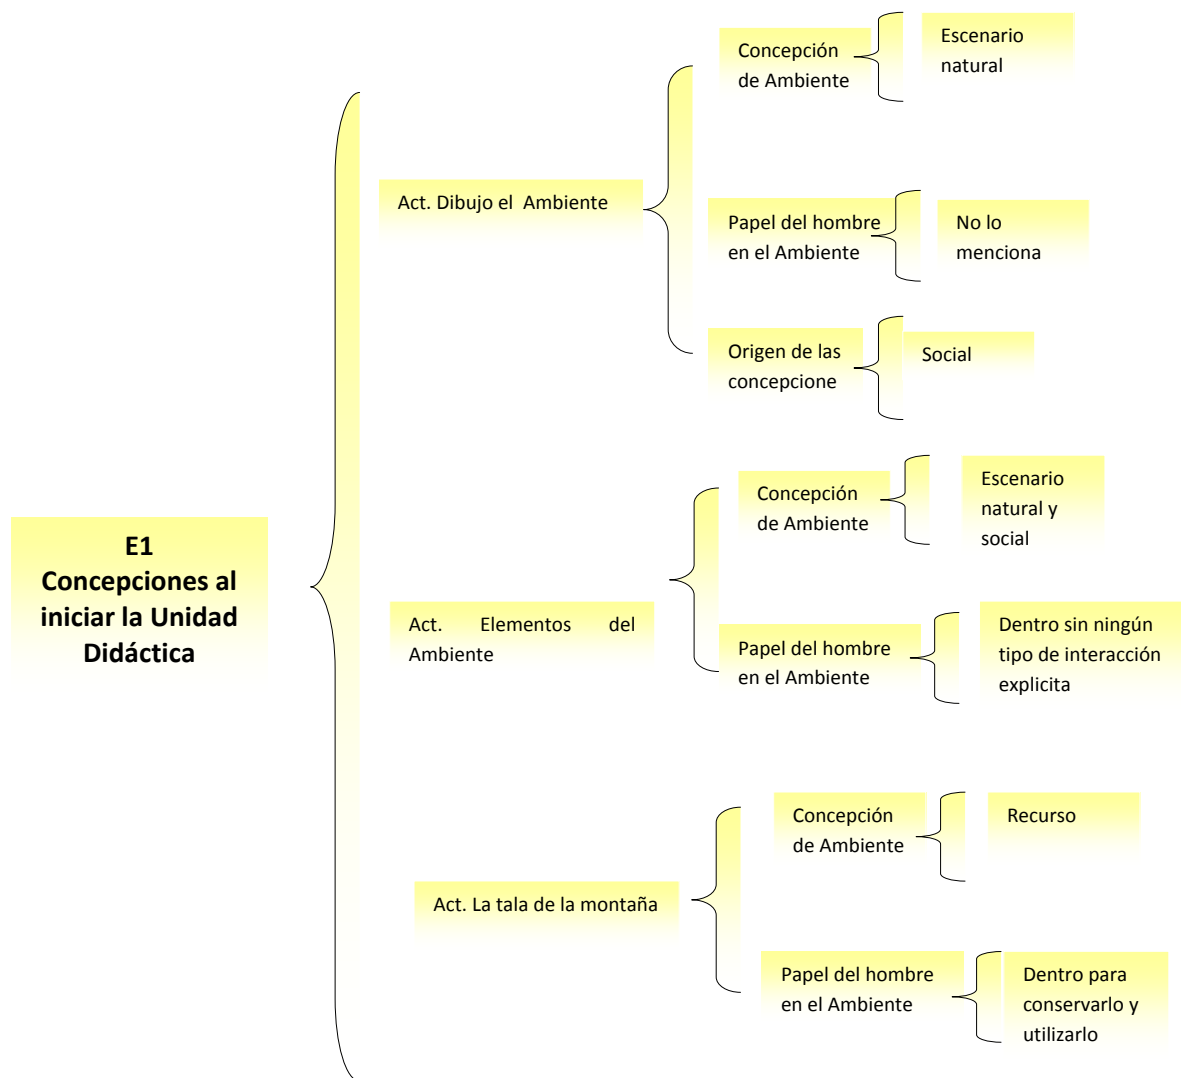 E1
Concepciones al
iniciar la Unidad
Didáctica
Act. Dibujo el Ambiente
Concepción
de Ambiente
Escenario
natural
Papel del hombre
en el Ambiente
No lo
menciona
Origen de las
concepcione
Social
Act. Elementos del
Ambiente
Concepción
de Ambiente
Escenario
natural y
social
Papel del hombre
en el Ambiente
Dentro sin ningún
tipo de interacción
explicita
Act. La tala de la montaña
Concepción
de Ambiente
Recurso
Papel del hombre
en el Ambiente
Dentro para
conservarlo y
utilizarlo